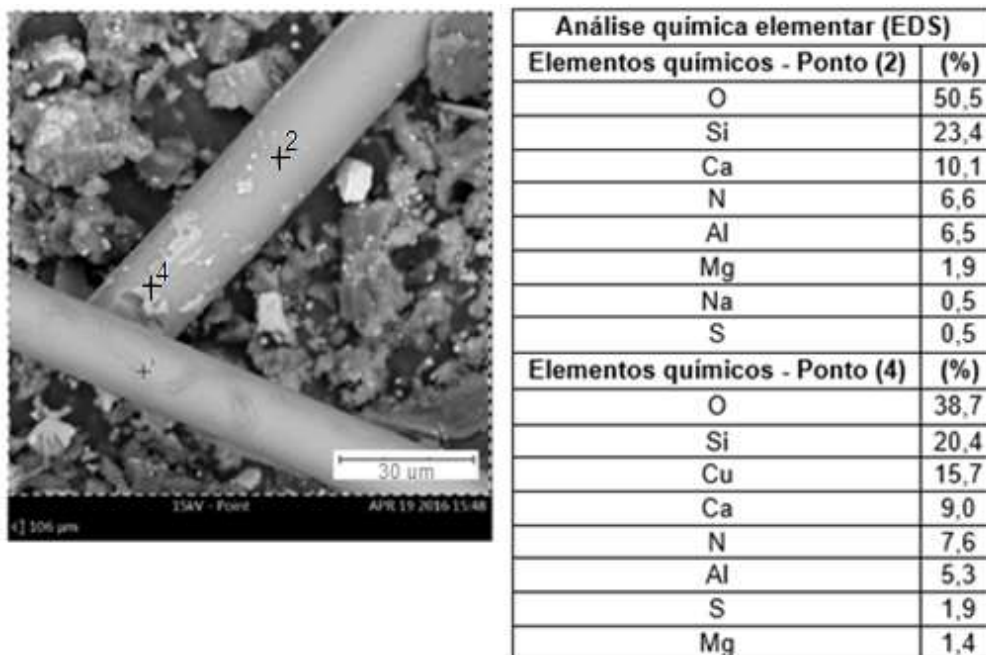 2
4
30 um
15kV - Point
APR 19 2016 15:48
106 µm
Análise química elementar (EDS)
Elementos químicos - Ponto (2) (%)
O 50,5
Si 23,4
Ca 10,1
N 6,6
Al 6,5
Mg 1,9
Na 0,5
S 0,5
Elementos químicos - Ponto (4) (%)
O 38,7
Si 20,4
Cu 15,7
Ca 9,0
N 7,6
Al 5,3
S 1,9
Mg 1,4